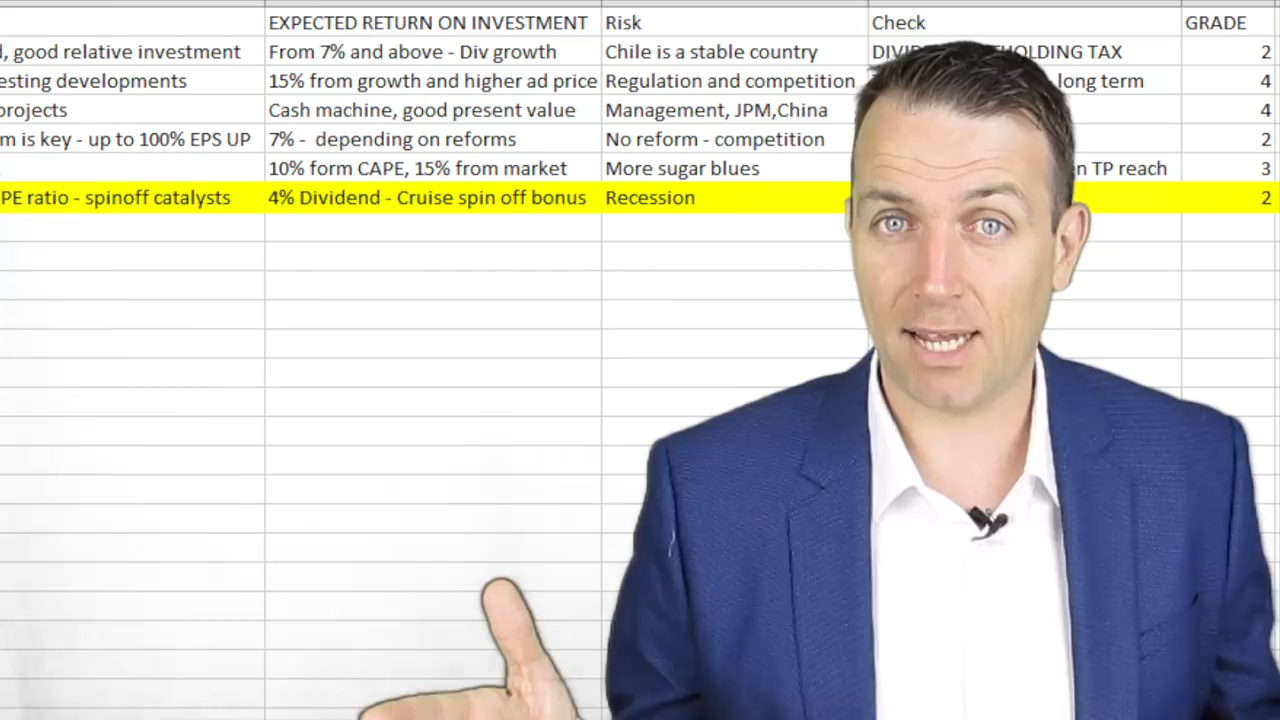 EXPECTED RETURN ON INVESTMENT Risk Check GRADE
good relative investment From 7% and above - Div growth Chile is a stable country TAX 2
developments 15% from growth and higher ad price Regulation and competition long term 4
projects Cash machine, good present value Management, JPM,China 4
is key - up to 100% EPS UP 7% - depending on reforms No reform - competition 2
10% form CAPE, 15% from market More sugar blues TP reach 3
PE ratio - spinoff catalysts 4% Dividend - Cruise spin off bonus Recession 2